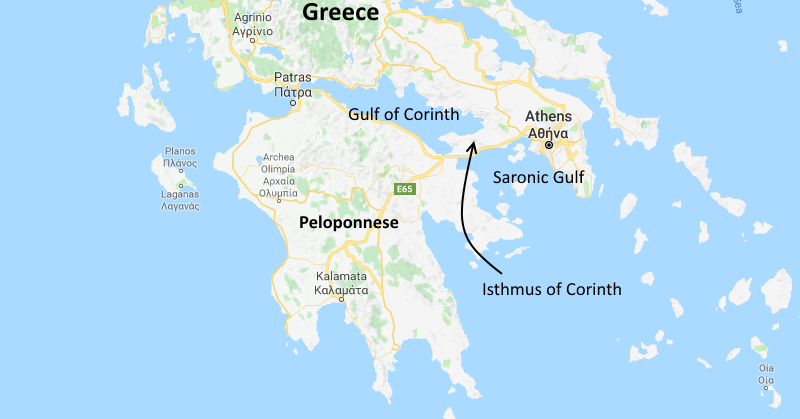 Greece
Agrinio
Αγρίνιο
Sea
Patras
Πάτρα
Gulf of Corinth
Athens
Αθήνα
Planos
Πλάνος
Archea
Olimpia
Αρχαία
Ολυμπία
Laganas
Λαγανάς
E65
Saronic Gulf
Peloponnese
Kalamata
Καλαμάτα
Isthmus of Corinth
Oia
Οία